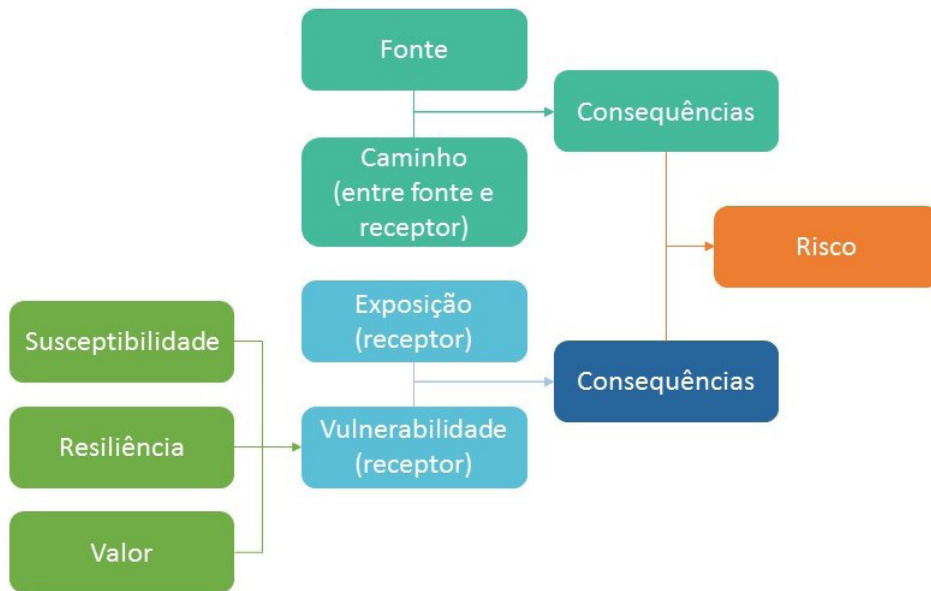 Fonte
Consequências
Caminho
(entre fonte e
receptor)
Risco
Exposição
(receptor)
Susceptibilidade
Consequências
Vulnerabilidade
(receptor)
Resiliência
Valor